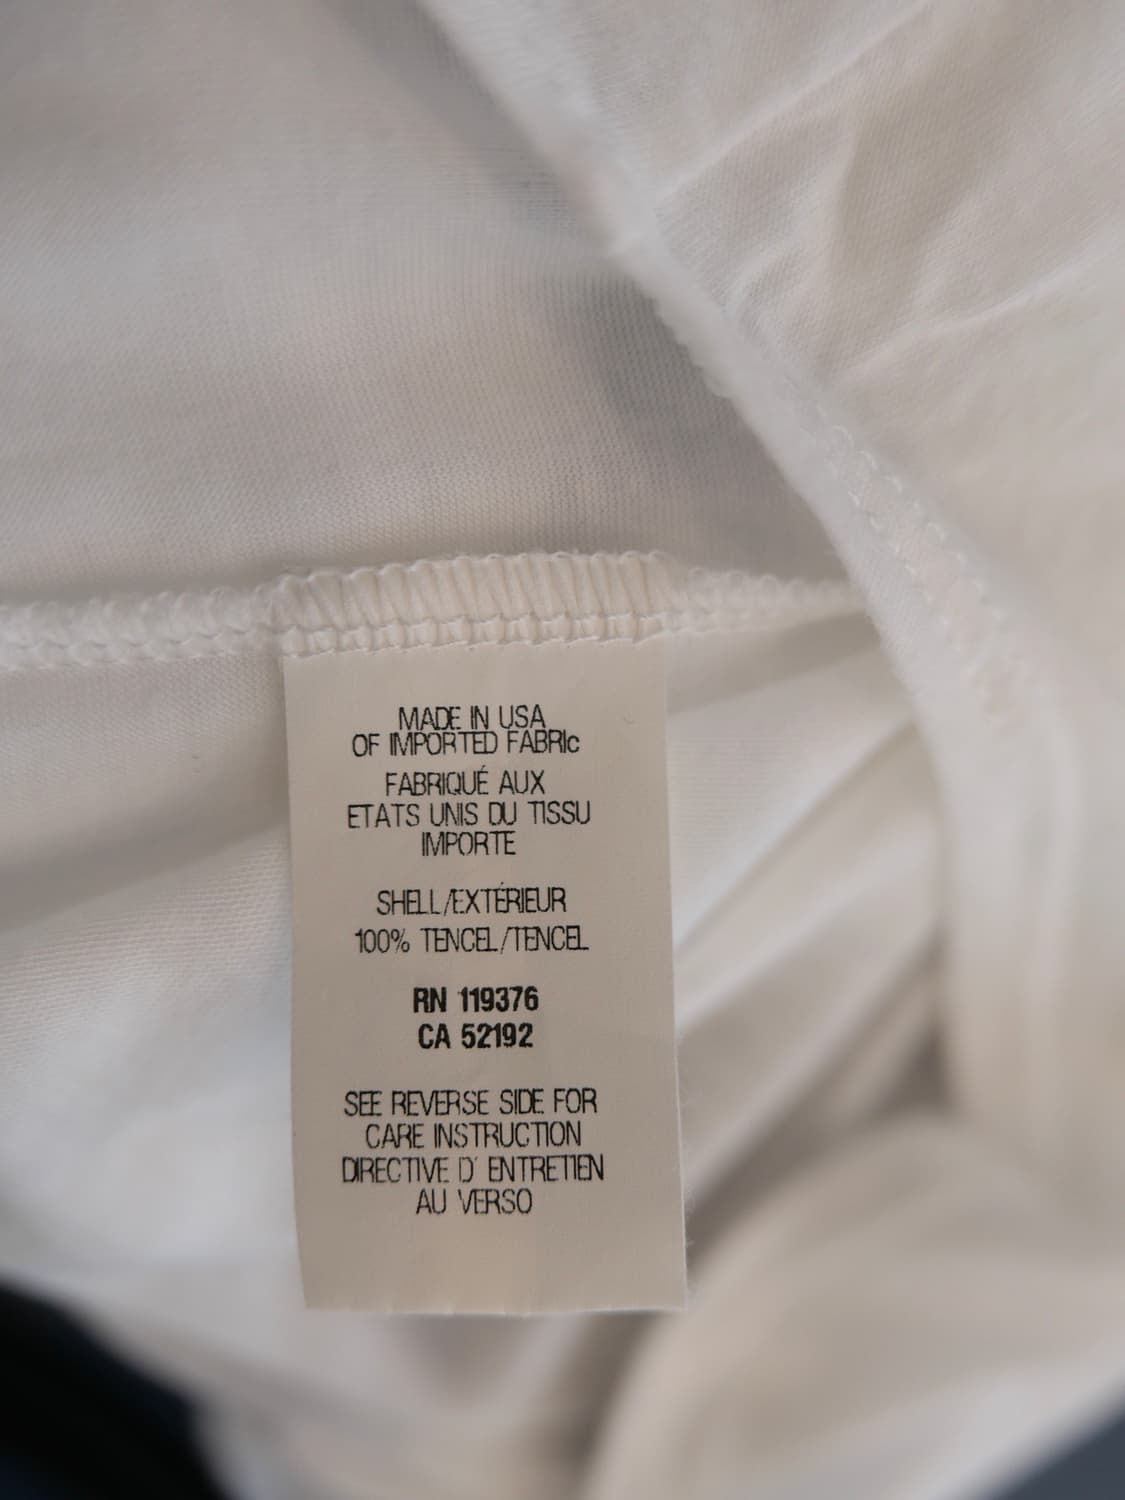 MADE IN USA
OF IMPORTED FABRIc
FABRIQUÉ AUX
ETATS UNIS DU TISSU
IMPORTE
SHELL/EXTÉRIEUR
100% TENCEL/TENCEL
RN 119376
CA 52192
SEE REVERSE SIDE FOR
CARE INSTRUCTION
DIRECTIVE D' ENTRETIEN
AU VERSO